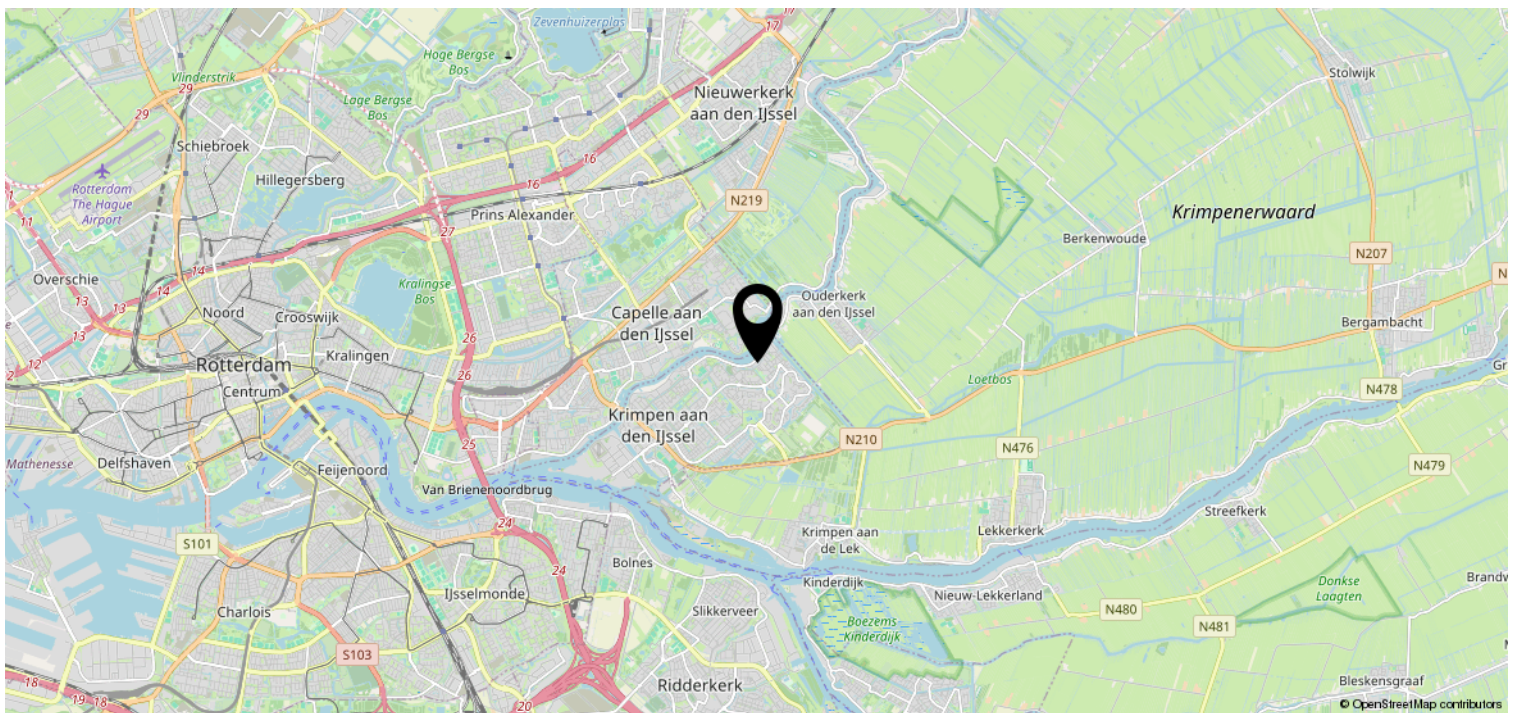 Zevenhuizerplas
17
17
Hoge Bergse
Bos
Vlinderstrik
29
29
Lage Bergse
Bos
Nieuwerkerk
aan den IJssel
Stolwijk
Schiebroek
16
16
Hillegersberg
Rotterdam
The Hague
Airport
11
N219
Prins Alexander
27
Krimpenerwaard
Berkenwoude
N207
N
Overschie
14
14
13
13
13
Kralingse
Bos
Noord
Crooswijk
Capelle aan
den IJssel
Ouderkerk
aan den IJssel
Bergambacht
26
26
12
2
Rotterdam
Kralingen
Centrum
Loetbos
N478
Gr
Krimpen aan
den IJssel
25
N210
N476
N479
Mathenesse
Delfshaven
Feijenoord
Van Brienenoordbrug
24
24
S101
Krimpen aan
de Lek
Lekkerkerk
Streefkerk
Bolnes
Kinderdijk
Nieuw-Lekkerland
Donkse
Laagten
Brandw
IJsselmonde
Charlois
Slikkerveer
Boezems
Kinderdijk
N480
N481
S103
18
19
18
20
Ridderkerk
Bleskensgraaf
© OpenStreetMap contributors